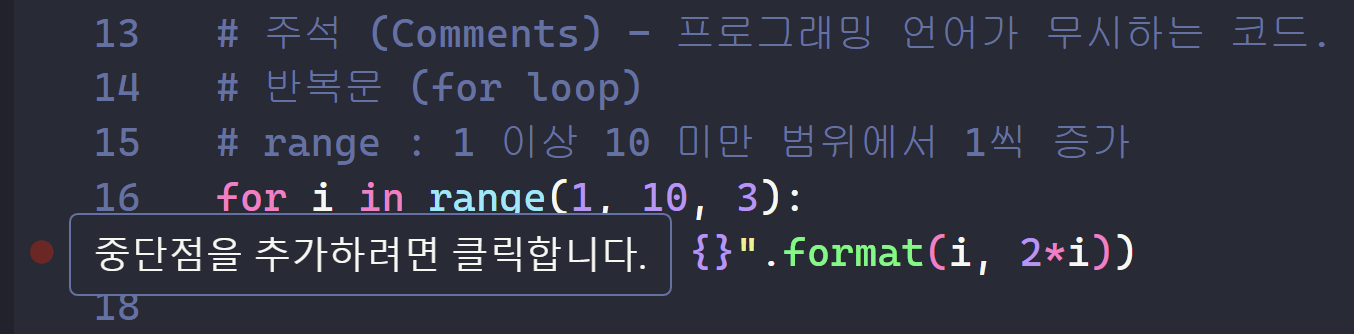 13 # 주석 (Comments) - 프로그래밍 언어가 무시하는 코드.
14 # 반복문 (for loop)
15 # range : 1 이상 10 미만 범위에서 1씩 증가
16 for i in range(1, 10, 3):
중단점을 추가하려면 클릭합니다. {}".format(i, 2*i))
18